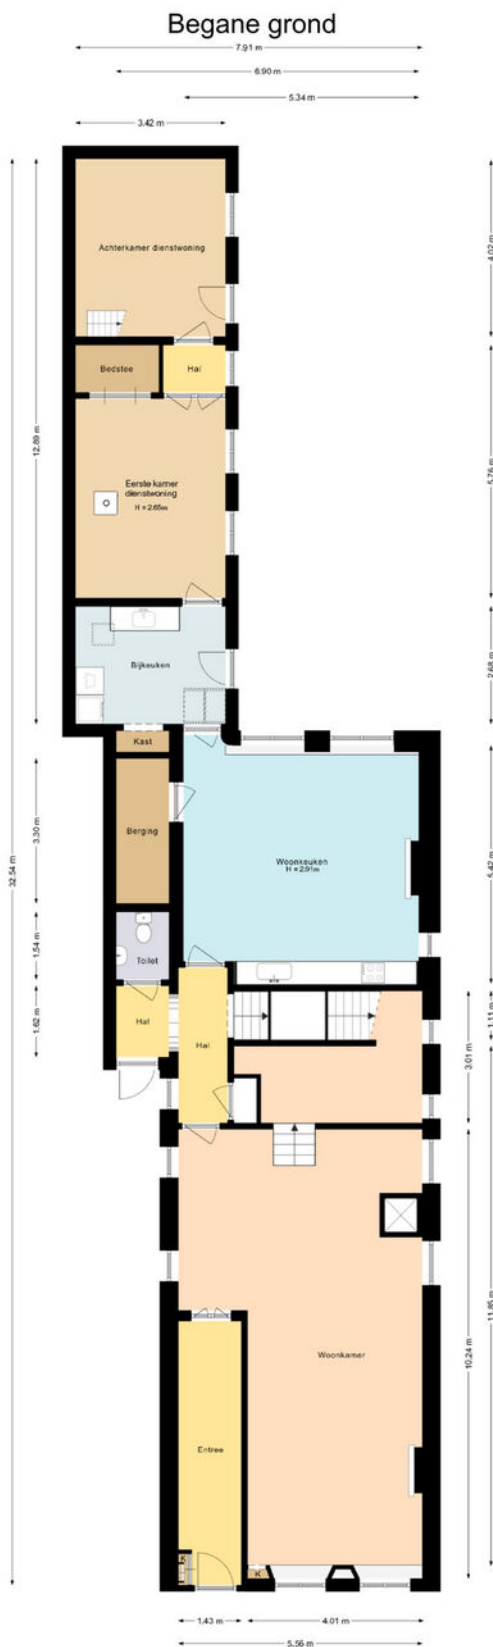 Begane grond
7.91 m
6.90 m
5.34 m
3.42 m
Achterkamer dienstwoning
4.02 m
Bedstee
Hal
12.89 m
5.76 m
Eerste kamer
dienstwoning
H = 2.65m
Bijkeuken
2.68 m
Kast
32.54 m
3.30 m
Berging
Woonkeuken
H = 2.91m
5.42 m
1.54 m
Toilet
1.62 m
Hal
Hal
1.11 m
3.01 m
11.85 m
10.24 m
Woonkamer
Entree
K
K
1.43 m
4.01 m
5.56 m